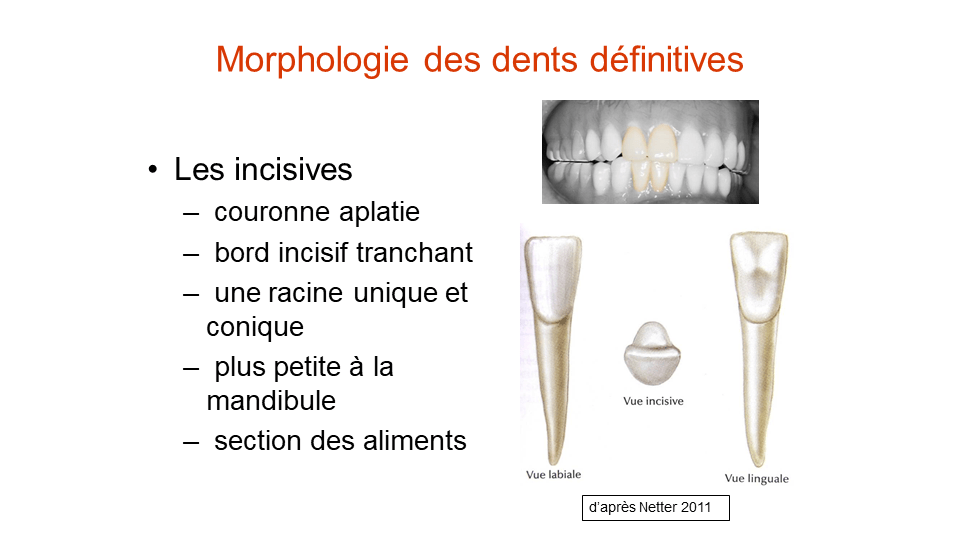 Morphologie des dents définitives
• Les incisives
– couronne aplatie
– bord incisif tranchant
– une racine unique et
conique
– plus petite à la
mandibule
– section des aliments
Vue incisive
Vue labiale
Vue linguale
d’après Netter 2011